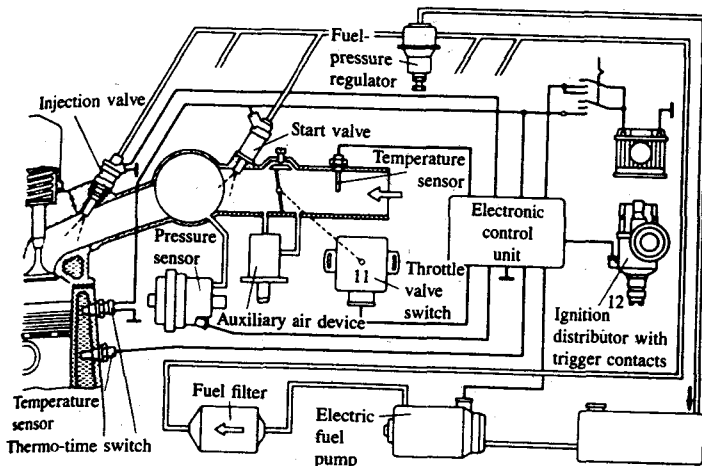 Fuel-
pressure
regulator
Injection valve
Start valve
Temperature
sensor
Electronic
control
unit
Pressure
sensor
11
Throttle
valve
switch
Auxiliary air device
12
Ignition
distributor with
trigger contacts
Temperature
sensor
Thermo-time switch
Fuel filter
Electric
fuel
pump